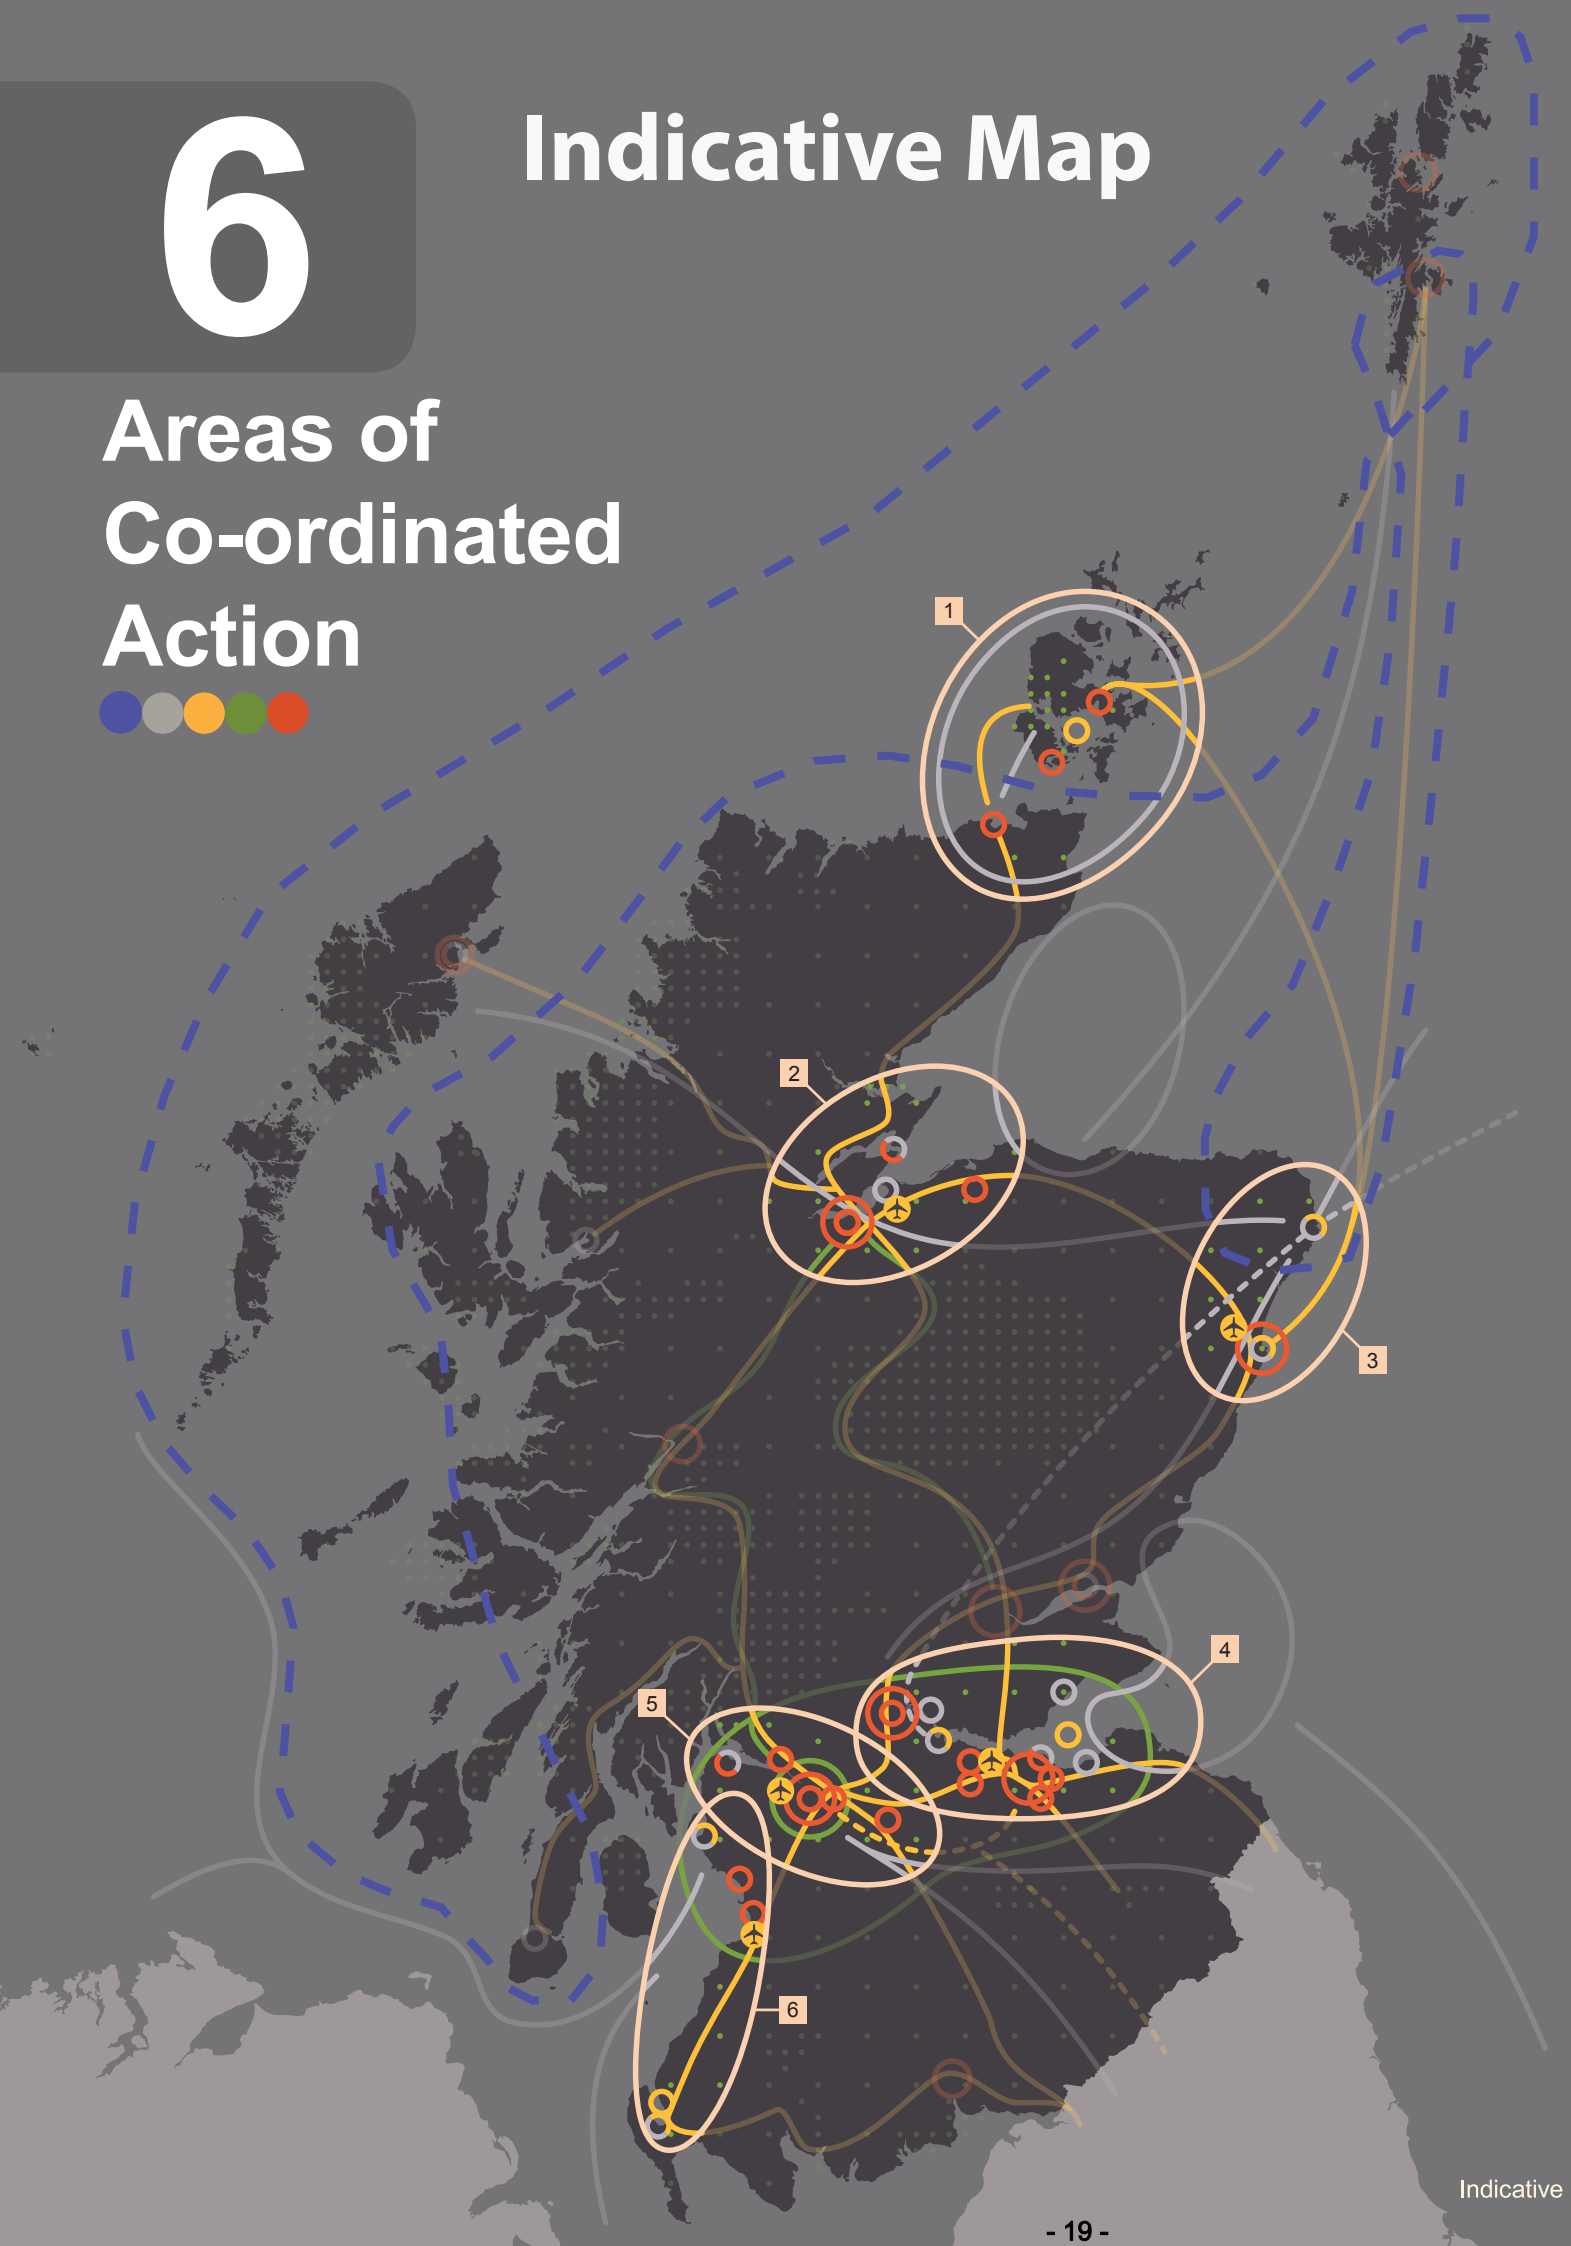 6
Indicative Map
Areas of
Co-ordinated
Action
1
2
3
4
5
6
Indicative
- 19 -